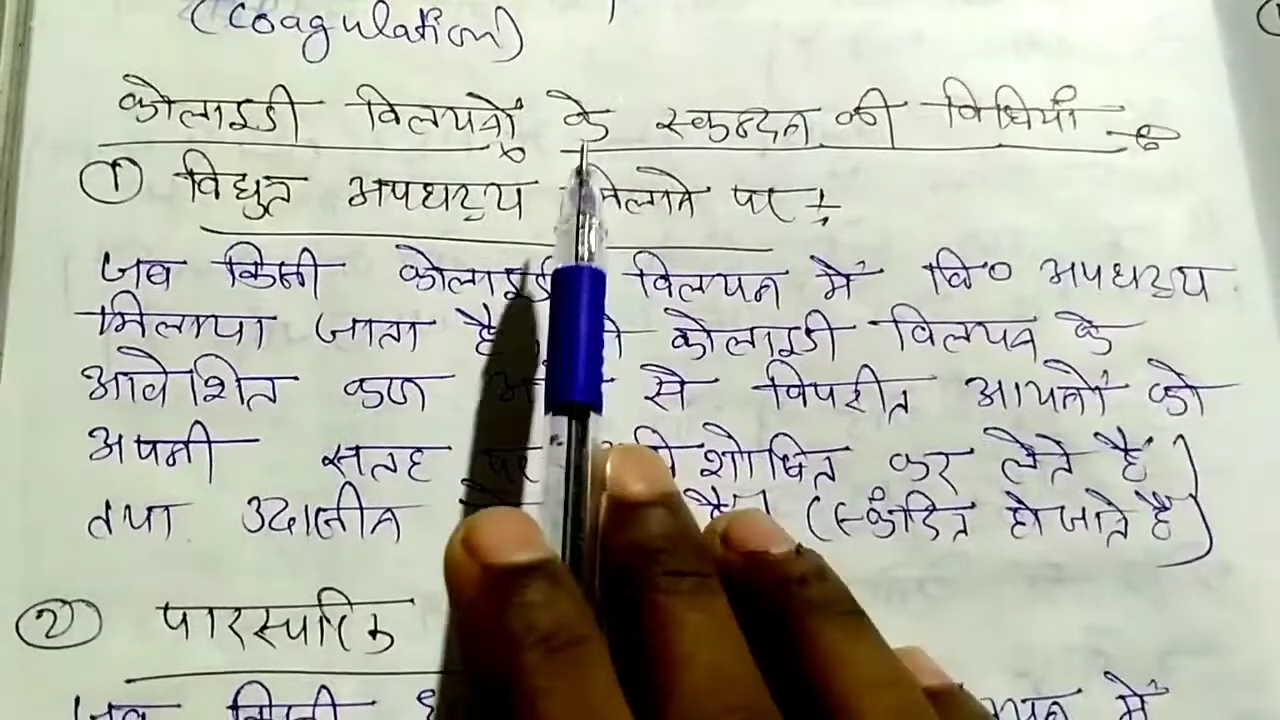 (Coagulation)
कोलाइडी विलयनों के स्कन्दन की विधियाँ
① विद्युत अपघट्य मिलाने पर :-
जब किसी कोलाइडी विलयन में वि० अपघट्य
मिलाया जाता है, कोलाइडी विलयन के
आवेशित कण से विपरीत आयनों को
अपनी सतह पर कर लेते हैं
तथा उदासीन है। (स्कंदित हो जाते है)
② पारस्परिक
जब किसी में